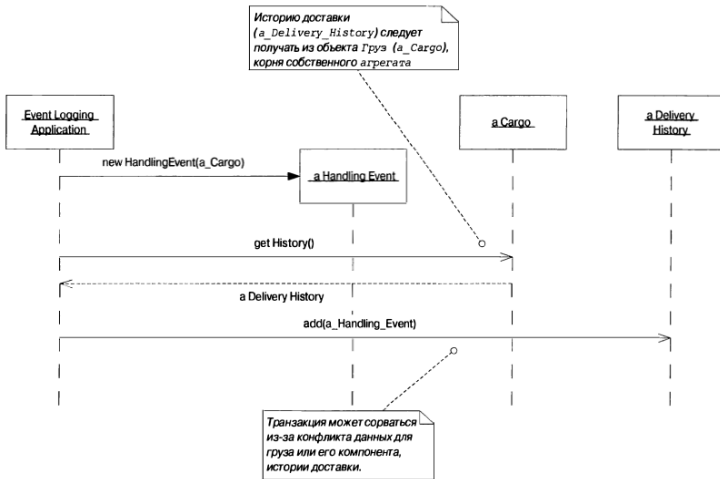 Историю доставки
(a_Delivery_History) следует
получать из объекта Груз (a_Cargo),
корня собственного агрегата
Event Logging
Application
a Cargo
a Delivery
History
new HandlingEvent(a_Cargo)
a Handling Event
get History()
a Delivery History
add(a_Handling_Event)
Транзакция может сорваться
из-за конфликта данных для
груза или его компонента,
истории доставки.